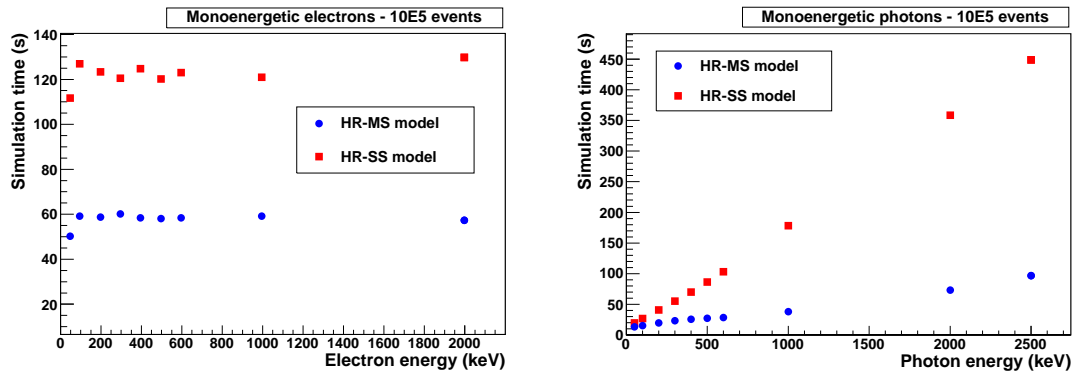 Monoenergetic electrons - 10E5 events
Simulation time (s)
140
120
100
80
60
40
20
HR-MS model
HR-SS model
0 200 400 600 800 1000 1200 1400 1600 1800 2000
Electron energy (keV)
Monoenergetic photons - 10E5 events
Simulation time (s)
450
400
350
300
250
200
150
100
50
0
HR-MS model
HR-SS model
0 500 1000 1500 2000 2500
Photon energy (keV)